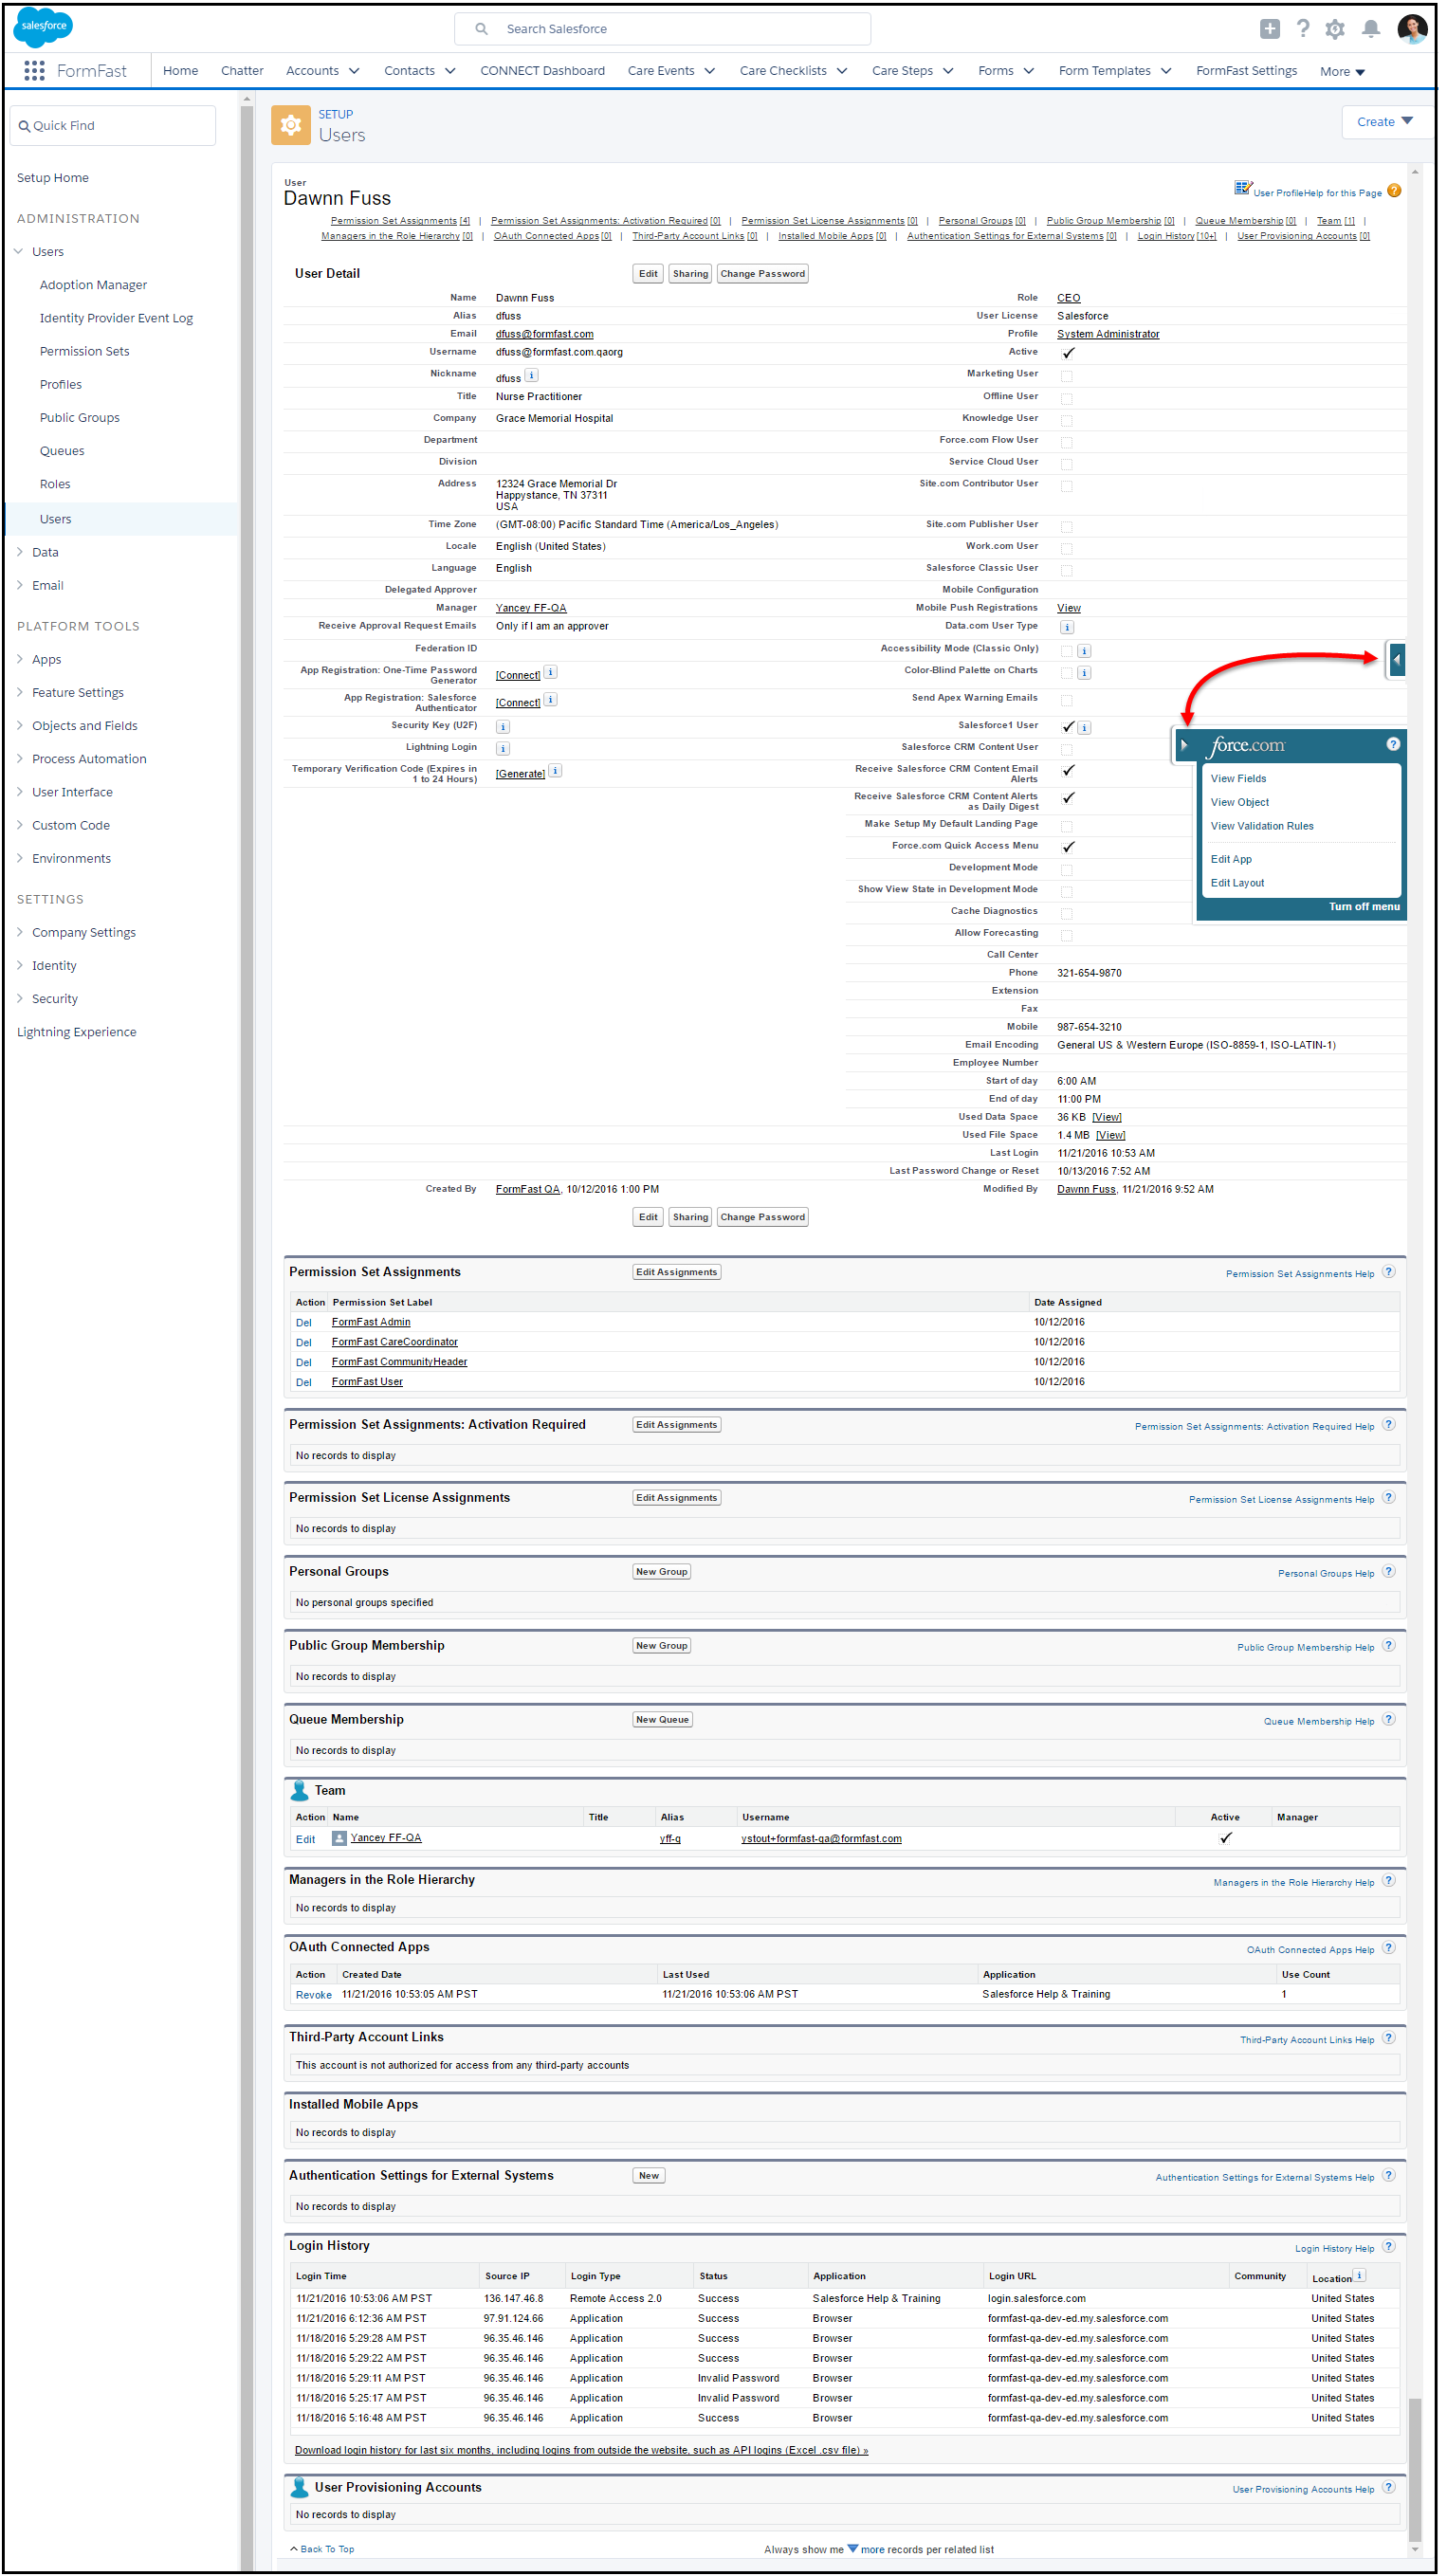 salesforce
Search Salesforce
FormFast
Home Chatter Accounts Contacts CONNECT Dashboard Care Events Care Checklists Care Steps Forms Form Templates FormFast Settings More
Quick Find
Setup Home
ADMINISTRATION
Users
Adoption Manager
Identity Provider Event Log
Permission Sets
Profiles
Public Groups
Queues
Roles
Users
Data
Email
PLATFORM TOOLS
Apps
Feature Settings
Objects and Fields
Process Automation
User Interface
Custom Code
Environments
SETTINGS
Company Settings
Identity
Security
Lightning Experience
SETUP
Users
Create
User
Dawnn Fuss
User ProfileHelp for this Page
Permission Set Assignments [4] | Permission Set Assignments: Activation Required [0] | Permission Set License Assignments [0] | Personal Groups [0] | Public Group Membership [0] | Queue Membership [0] | Team [1] |
Managers in the Role Hierarchy [0] | OAuth Connected Apps [0] | Third-Party Account Links [0] | Installed Mobile Apps [0] | Authentication Settings for External Systems [0] | Login History [10+] | User Provisioning Accounts [0]
User Detail Edit Sharing Change Password
Name Dawnn Fuss Role CEO
Alias dfuss User License Salesforce
Email dfuss@formfast.com Profile System Administrator
Username dfuss@formfast.com.qaorg Active
Nickname dfuss i Marketing User
Title Nurse Practitioner Offline User
Company Grace Memorial Hospital Knowledge User
Department Force.com Flow User
Division Service Cloud User
Address 12324 Grace Memorial Dr Site.com Contributor User
Happystance, TN 37311
USA
Time Zone (GMT-08:00) Pacific Standard Time (America/Los_Angeles) Site.com Publisher User
Locale English (United States) Work.com User
Language English Salesforce Classic User
Delegated Approver Mobile Configuration
Manager Yancey FF-QA Mobile Push Registrations View
Receive Approval Request Emails Only if I am an approver Data.com User Type i
Federation ID Accessibility Mode (Classic Only) i
App Registration: One-Time Password Generator [Connect] i Color-Blind Palette on Charts i
App Registration: Salesforce Authenticator [Connect] i Send Apex Warning Emails
Security Key (U2F) i Salesforce1 User i
Lightning Login i Salesforce CRM Content User
Temporary Verification Code (Expires in 1 to 24 Hours) [Generate] i Receive Salesforce CRM Content Email Alerts
Receive Salesforce CRM Content Alerts as Daily Digest
Make Setup My Default Landing Page
Force.com Quick Access Menu
Development Mode
Show View State in Development Mode
Cache Diagnostics
Allow Forecasting
Call Center
Phone 321-654-9870
Extension
Fax
Mobile 987-654-3210
Email Encoding General US & Western Europe (ISO-8859-1, ISO-LATIN-1)
Employee Number
Start of day 6:00 AM
End of day 11:00 PM
Used Data Space 36 KB [View]
Used File Space 1.4 MB [View]
Last Login 11/21/2016 10:53 AM
Last Password Change or Reset 10/13/2016 7:52 AM
Created By FormFast QA, 10/12/2016 1:00 PM Modified By Dawnn Fuss, 11/21/2016 9:52 AM
Edit Sharing Change Password
force.com ?
View Fields
View Object
View Validation Rules
Edit App
Edit Layout
Turn off menu
Permission Set Assignments Edit Assignments Permission Set Assignments Help ?
Action Permission Set Label Date Assigned
Del FormFast Admin 10/12/2016
Del FormFast CareCoordinator 10/12/2016
Del FormFast CommunityHeader 10/12/2016
Del FormFast User 10/12/2016
Permission Set Assignments: Activation Required Edit Assignments Permission Set Assignments: Activation Required Help ?
No records to display
Permission Set License Assignments Edit Assignments Permission Set License Assignments Help ?
No records to display
Personal Groups New Group Personal Groups Help ?
No personal groups specified
Public Group Membership New Group Public Group Membership Help ?
No records to display
Queue Membership New Queue Queue Membership Help ?
No records to display
Team
Action Name Title Alias Username Active Manager
Edit Yancey FF-QA yff-q ystout+formfast-qa@formfast.com
Managers in the Role Hierarchy Managers in the Role Hierarchy Help ?
No records to display
OAuth Connected Apps OAuth Connected Apps Help ?
Action Created Date Last Used Application Use Count
Revoke 11/21/2016 10:53:05 AM PST 11/21/2016 10:53:06 AM PST Salesforce Help & Training 1
Third-Party Account Links Third-Party Account Links Help ?
This account is not authorized for access from any third-party accounts
Installed Mobile Apps
No records to display
Authentication Settings for External Systems New Authentication Settings for External Systems Help ?
No records to display
Login History Login History Help ?
Login Time Source IP Login Type Status Application Login URL Community Location i
11/21/2016 10:53:06 AM PST 136.147.46.8 Remote Access 2.0 Success Salesforce Help & Training login.salesforce.com United States
11/21/2016 6:12:36 AM PST 97.91.124.66 Application Success Browser formfast-qa-dev-ed.my.salesforce.com United States
11/18/2016 5:29:28 AM PST 96.35.46.146 Application Success Browser formfast-qa-dev-ed.my.salesforce.com United States
11/18/2016 5:29:22 AM PST 96.35.46.146 Application Success Browser formfast-qa-dev-ed.my.salesforce.com United States
11/18/2016 5:29:11 AM PST 96.35.46.146 Application Invalid Password Browser formfast-qa-dev-ed.my.salesforce.com United States
11/18/2016 5:25:17 AM PST 96.35.46.146 Application Invalid Password Browser formfast-qa-dev-ed.my.salesforce.com United States
11/18/2016 5:16:48 AM PST 96.35.46.146 Application Success Browser formfast-qa-dev-ed.my.salesforce.com United States
Download login history for last six months, including logins from outside the website, such as API logins (Excel .csv file) »
User Provisioning Accounts User Provisioning Accounts Help ?
No records to display
Back To Top Always show me more records per related list